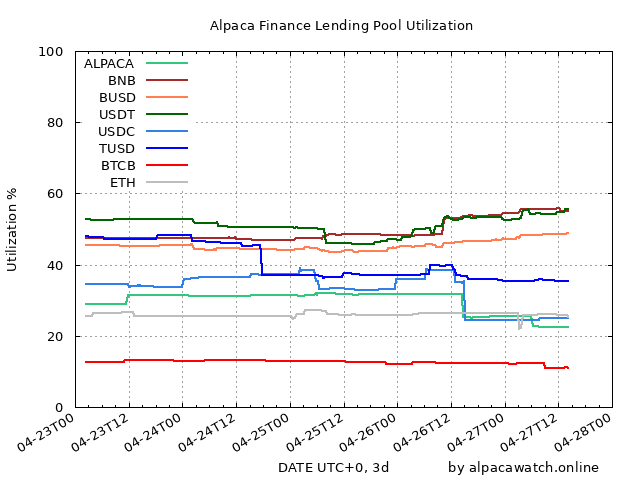 Alpaca Finance Lending Pool Utilization
100
80
60
40
20
0
Utilization %
ALPACA
BNB
BUSD
USDT
USDC
TUSD
BTCB
ETH
04-23T00
04-23T12
04-24T00
04-24T12
04-25T00
04-25T12
04-26T00
04-26T12
04-27T00
04-27T12
04-28T00
DATE UTC+0, 3d
by alpacawatch.online